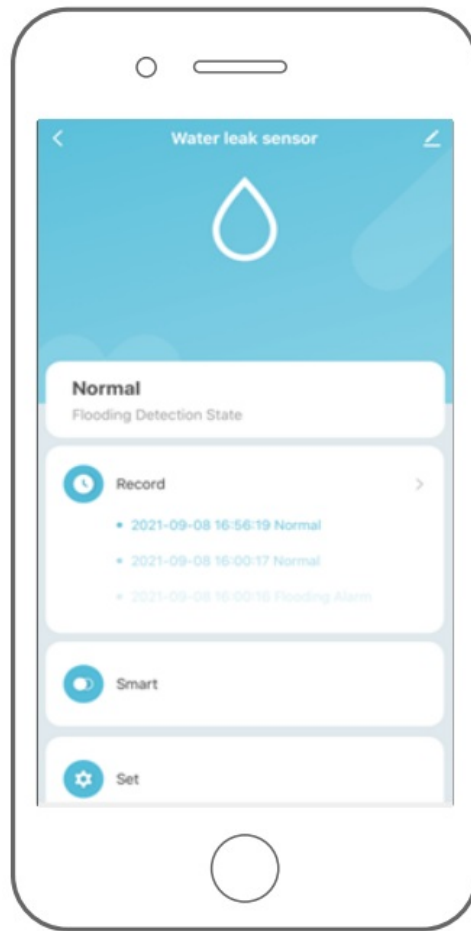 Water leak sensor
Normal
Flooding Detection State
Record
• 2021-09-08 16:56:19 Normal
• 2021-09-08 16:00:17 Normal
• 2021-09-08 16:00:16 Flooding Alarm
Smart
Set